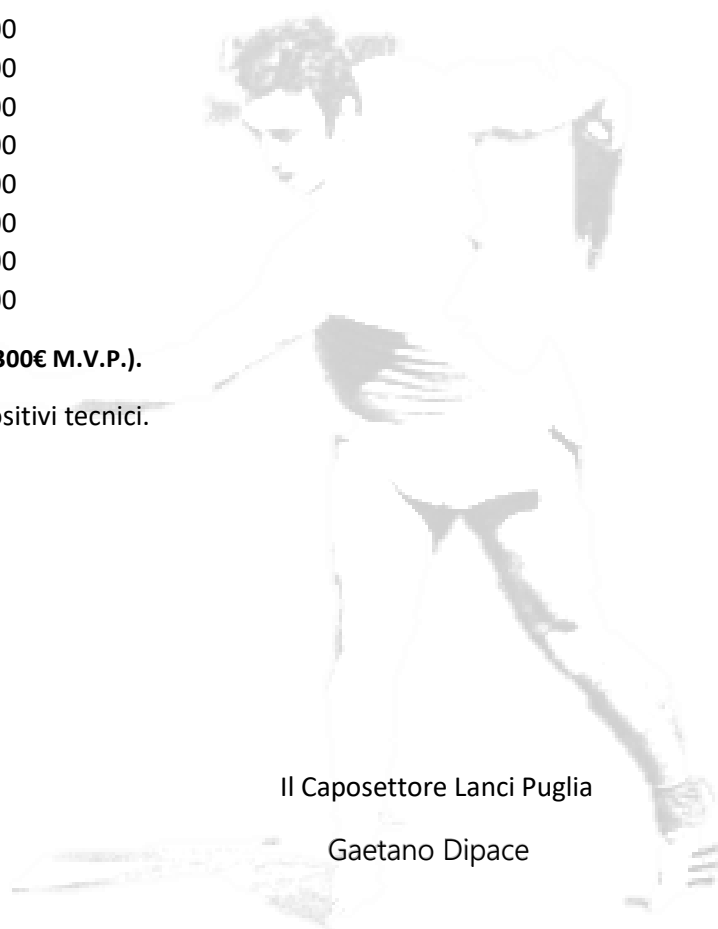 00
00
00
00
00
00
00
00
300€ M.V.P.).
ositivi tecnici.
Il Caposettore Lanci Puglia
Gaetano Dipace